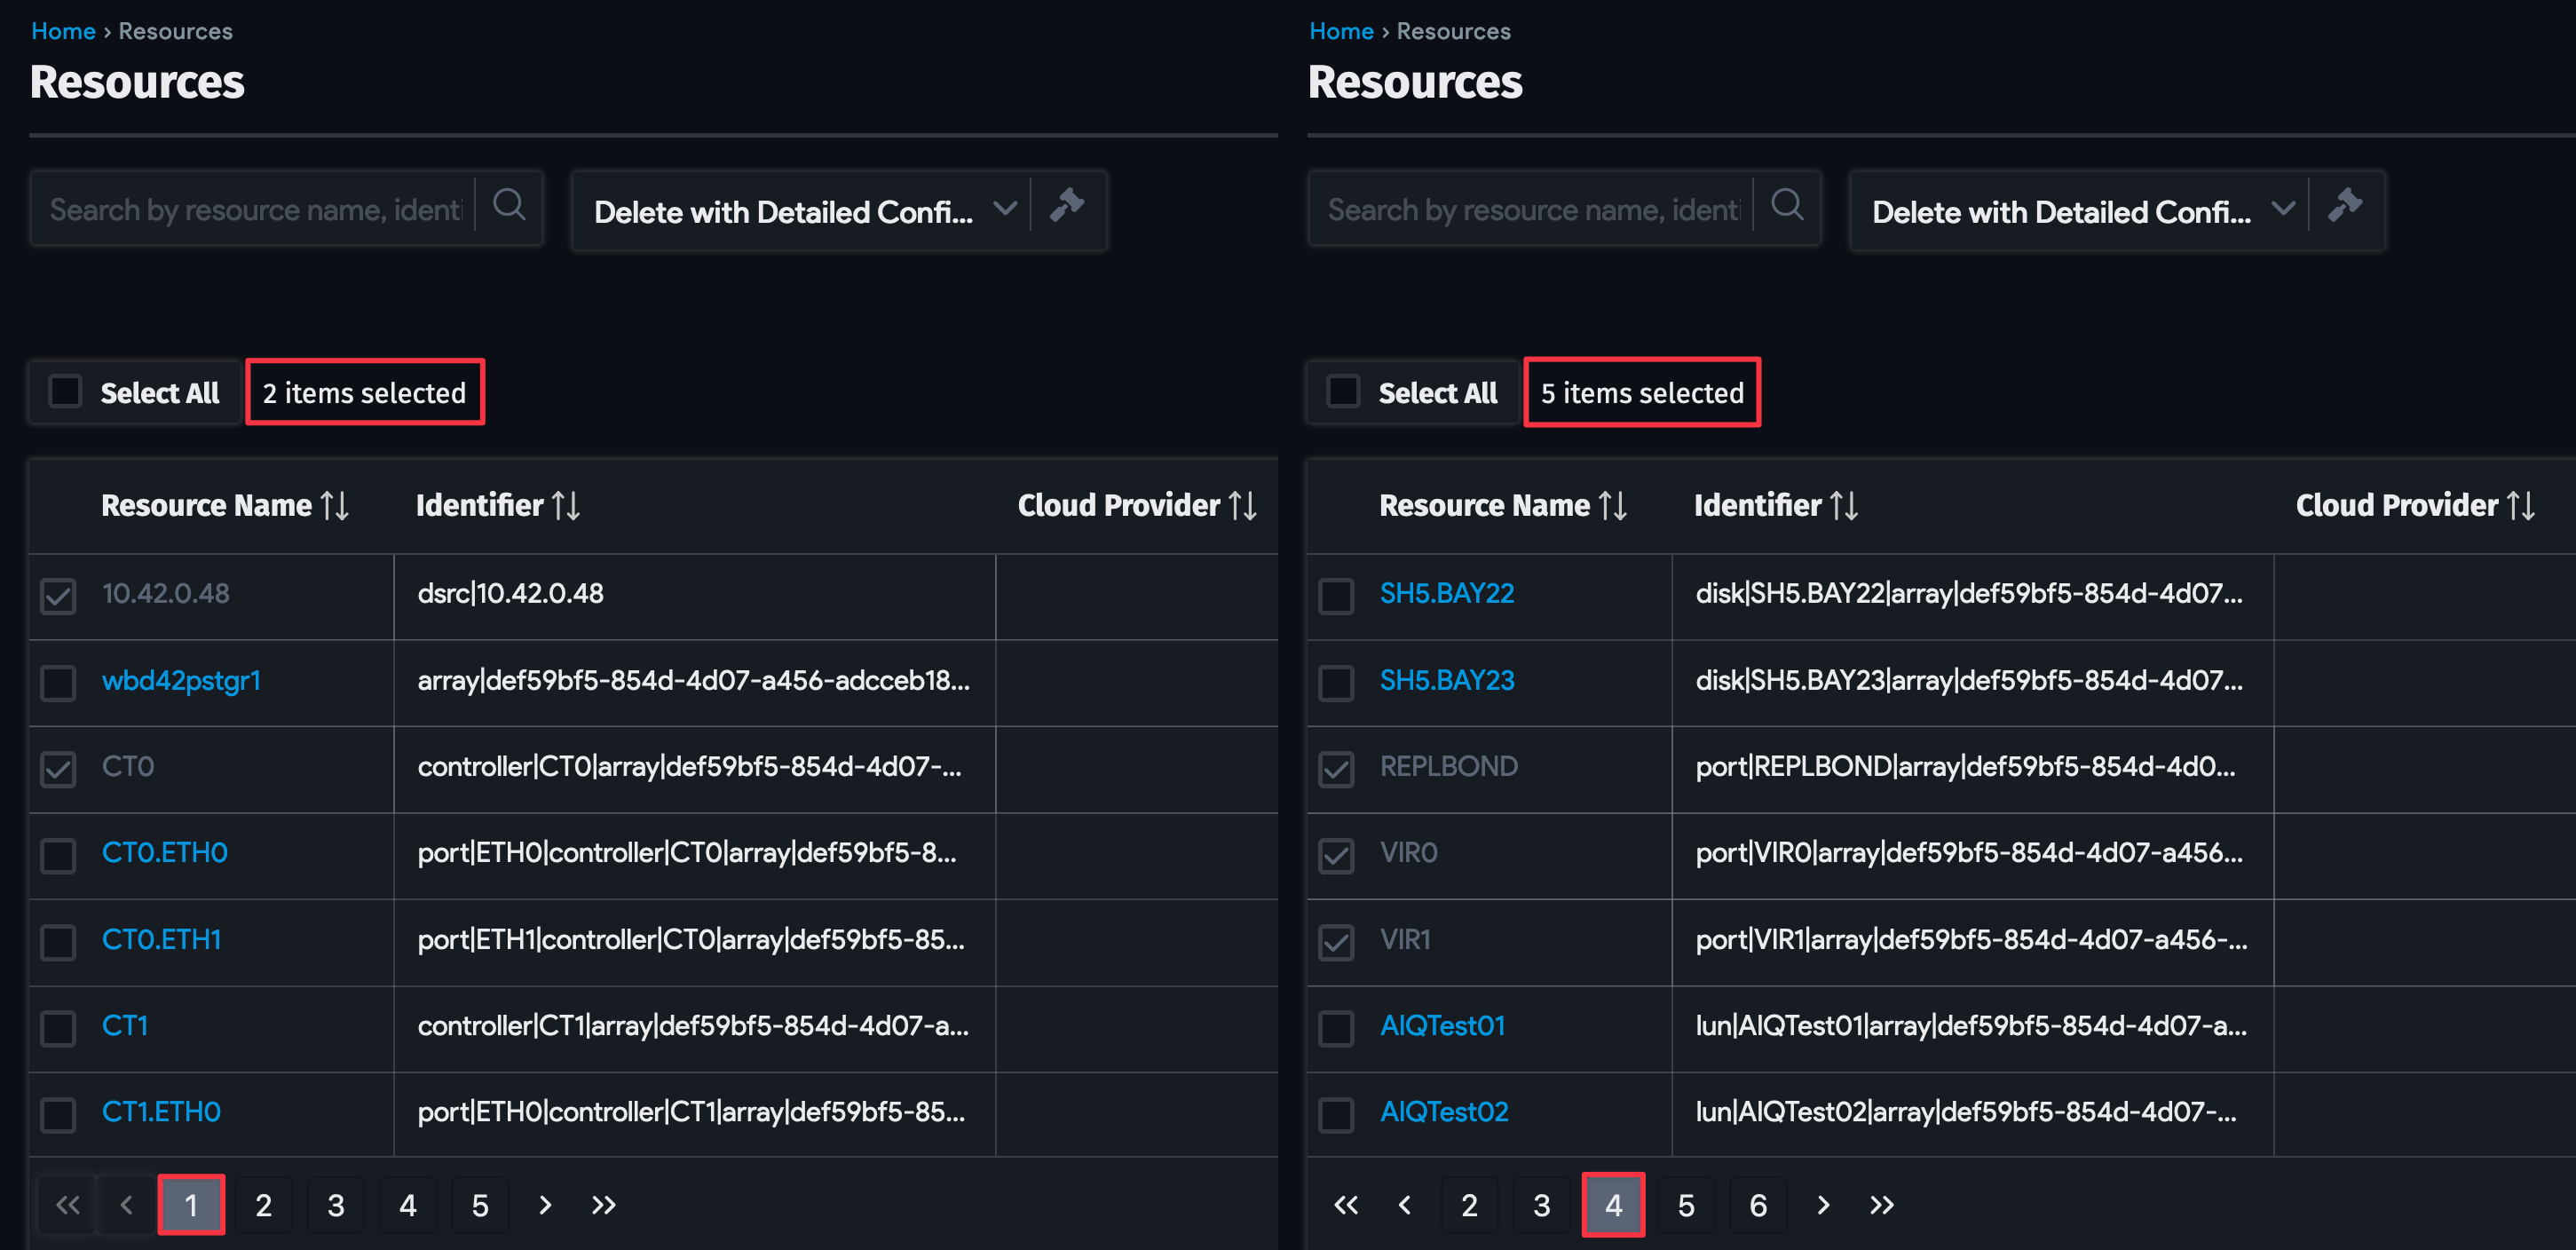 Home › Resources
Resources
Search by resource name, identi
Delete with Detailed Confi...
Select All
2 items selected
Resource Name Identifier Cloud Provider
10.42.0.48 dsrc|10.42.0.48
wbd42pstgr1 array|def59bf5-854d-4d07-a456-adcceb18...
CT0 controller|CT0|array|def59bf5-854d-4d07-...
CT0.ETH0 port|ETH0|controller|CT0|array|def59bf5-8...
CT0.ETH1 port|ETH1|controller|CT0|array|def59bf5-85...
CT1 controller|CT1|array|def59bf5-854d-4d07-a...
CT1.ETH0 port|ETH0|controller|CT1|array|def59bf5-85...
« ‹ 1 2 3 4 5 › »
Home › Resources
Resources
Search by resource name, identi
Delete with Detailed Confi...
Select All
5 items selected
Resource Name Identifier Cloud Provider
SH5.BAY22 disk|SH5.BAY22|array|def59bf5-854d-4d07...
SH5.BAY23 disk|SH5.BAY23|array|def59bf5-854d-4d07...
REPLBOND port|REPLBOND|array|def59bf5-854d-4d0...
VIR0 port|VIR0|array|def59bf5-854d-4d07-a456...
VIR1 port|VIR1|array|def59bf5-854d-4d07-a456-...
AIQTest01 lun|AIQTest01|array|def59bf5-854d-4d07-a...
AIQTest02 lun|AIQTest02|array|def59bf5-854d-4d07-...
« ‹ 2 3 4 5 6 › »